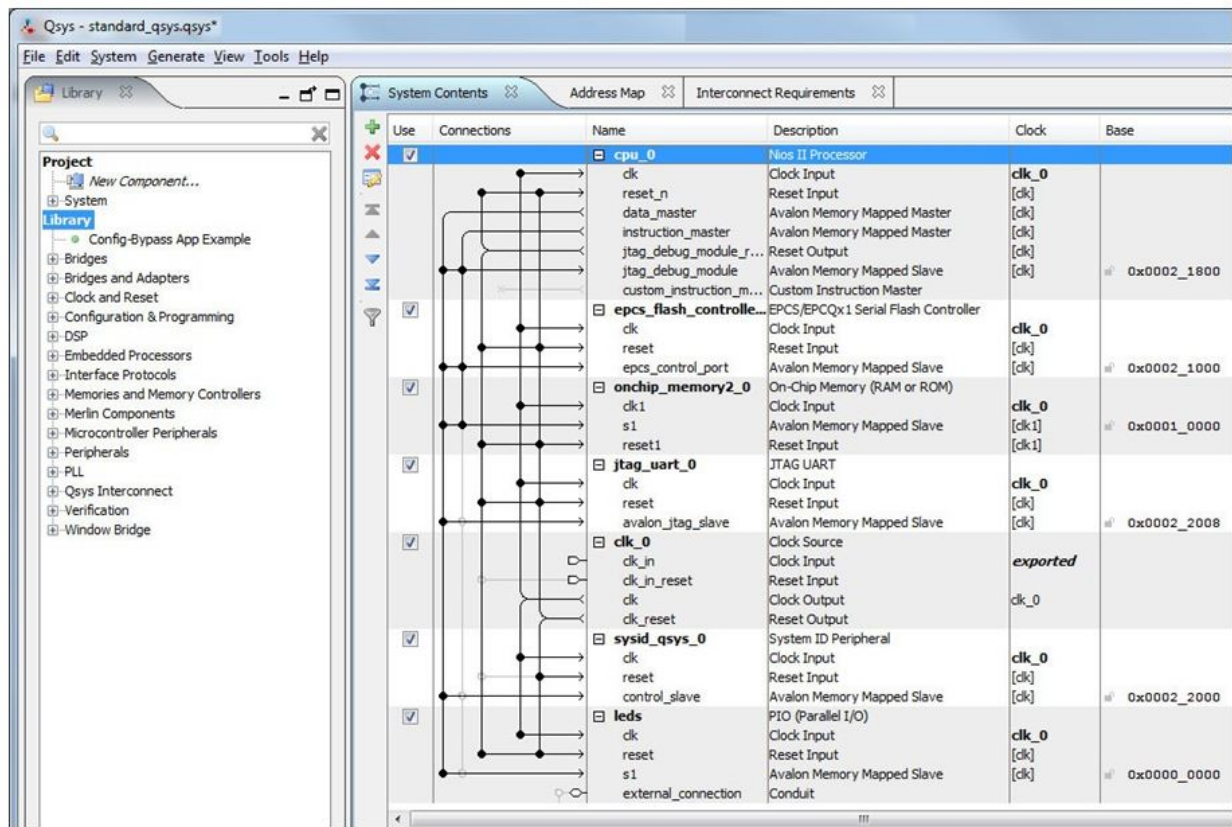 Qsys - standard_qsys.qsys*
File Edit System Generate View Tools Help
Library
System Contents Address Map Interconnect Requirements
Project
New Component...
System
Library
Config-Bypass App Example
Bridges
Bridges and Adapters
Clock and Reset
Configuration & Programming
DSP
Embedded Processors
Interface Protocols
Memories and Memory Controllers
Merlin Components
Microcontroller Peripherals
Peripherals
PLL
Qsys Interconnect
Verification
Window Bridge
Use Connections Name Description Clock Base
cpu_0 Nios II Processor
clk Clock Input clk_0
reset_n Reset Input [clk]
data_master Avalon Memory Mapped Master [clk]
instruction_master Avalon Memory Mapped Master [clk]
jtag_debug_module_r... Reset Output [clk]
jtag_debug_module Avalon Memory Mapped Slave [clk] 0x0002_1800
custom_instruction_m... Custom Instruction Master
epcs_flash_controlle... EPCS/EPCQx1 Serial Flash Controller
clk Clock Input clk_0
reset Reset Input [clk]
epcs_control_port Avalon Memory Mapped Slave [clk] 0x0002_1000
onchip_memory2_0 On-Chip Memory (RAM or ROM)
clk1 Clock Input clk_0
s1 Avalon Memory Mapped Slave [clk1] 0x0001_0000
reset1 Reset Input [clk1]
jtag_uart_0 JTAG UART
clk Clock Input clk_0
reset Reset Input [clk]
avalon_jtag_slave Avalon Memory Mapped Slave [clk] 0x0002_2008
clk_0 Clock Source
clk_in Clock Input exported
clk_in_reset Reset Input
clk Clock Output clk_0
clk_reset Reset Output
sysid_qsys_0 System ID Peripheral
clk Clock Input clk_0
reset Reset Input [clk]
control_slave Avalon Memory Mapped Slave [clk] 0x0002_2000
leds PIO (Parallel I/O)
clk Clock Input clk_0
reset Reset Input [clk]
s1 Avalon Memory Mapped Slave [clk] 0x0000_0000
external_connection Conduit